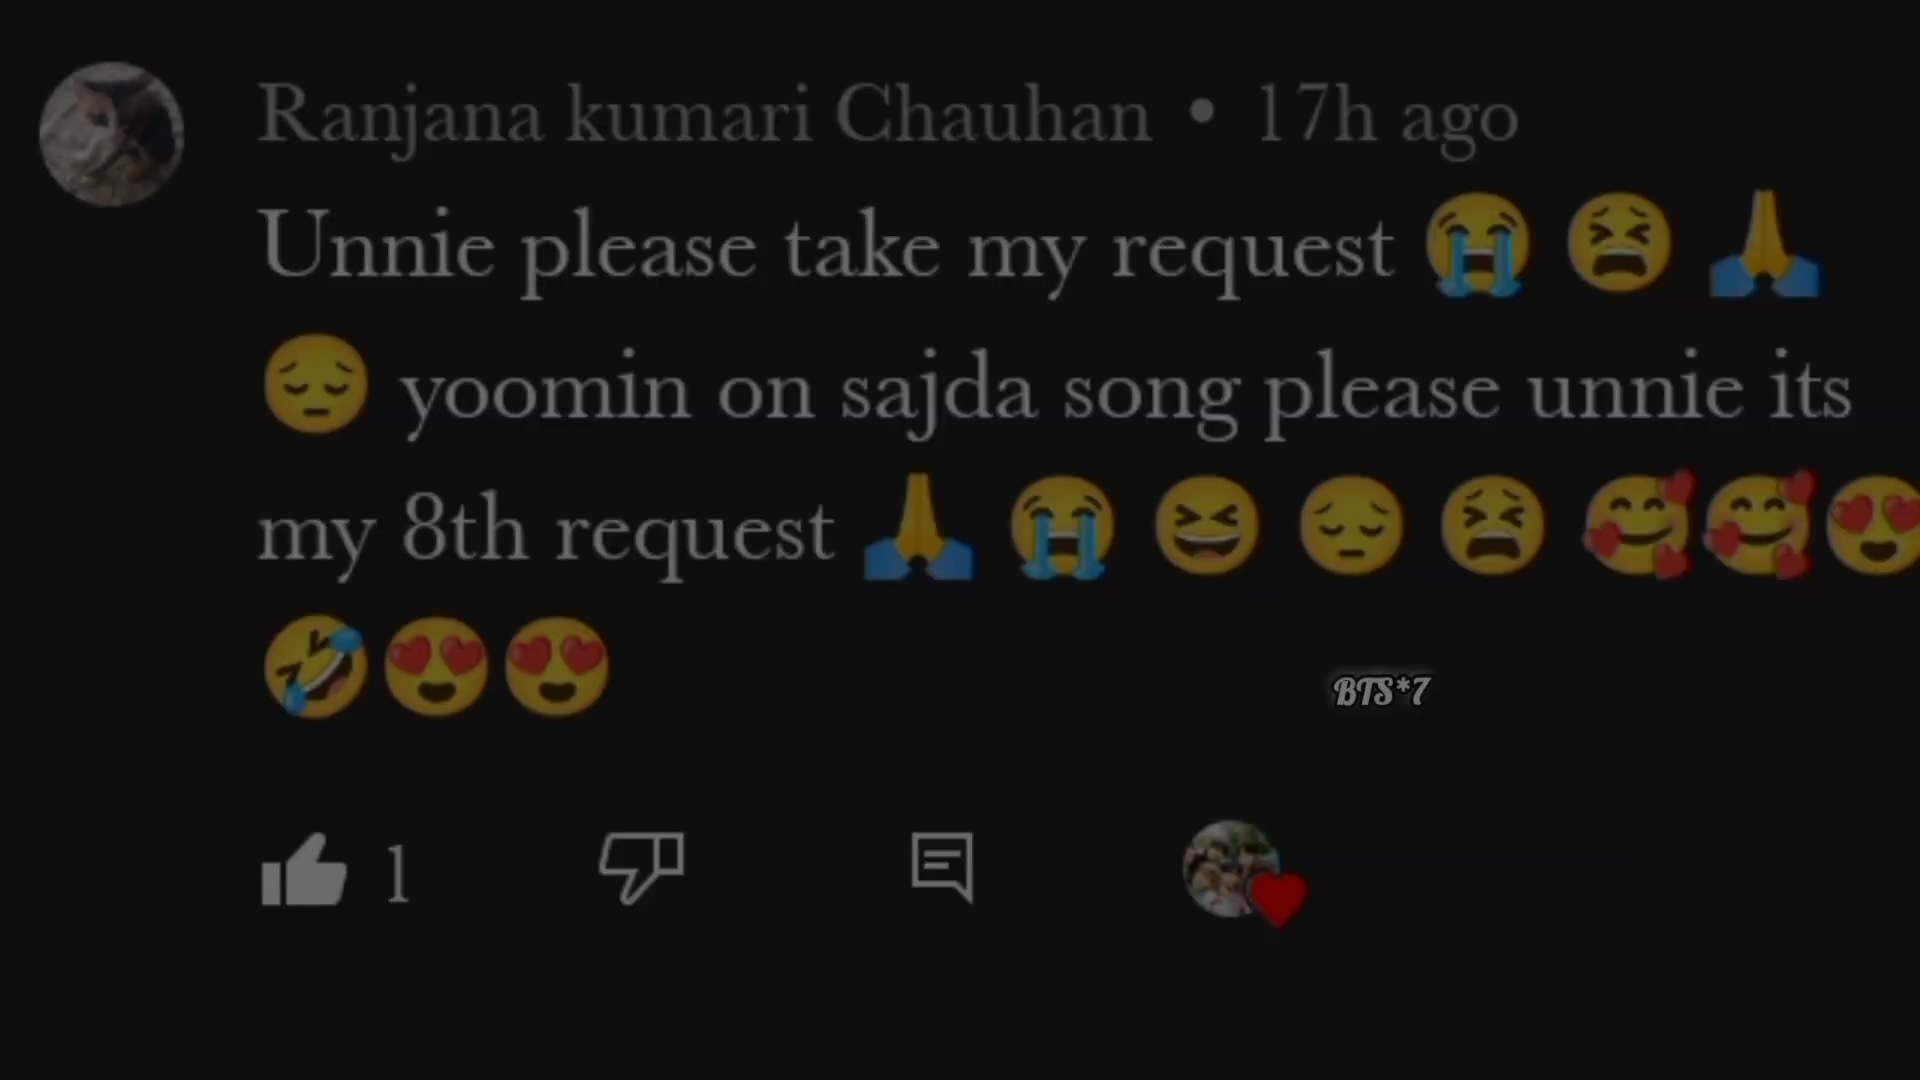 Ranjana kumari Chauhan • 17h ago
Unnie please take my request 😭 😫 🙏
😔 yoomin on sajda song please unnie its
my 8th request 🙏 😭 😆 😔 😫 🥰🥰😍
🤣😍😍
BTS*7
1